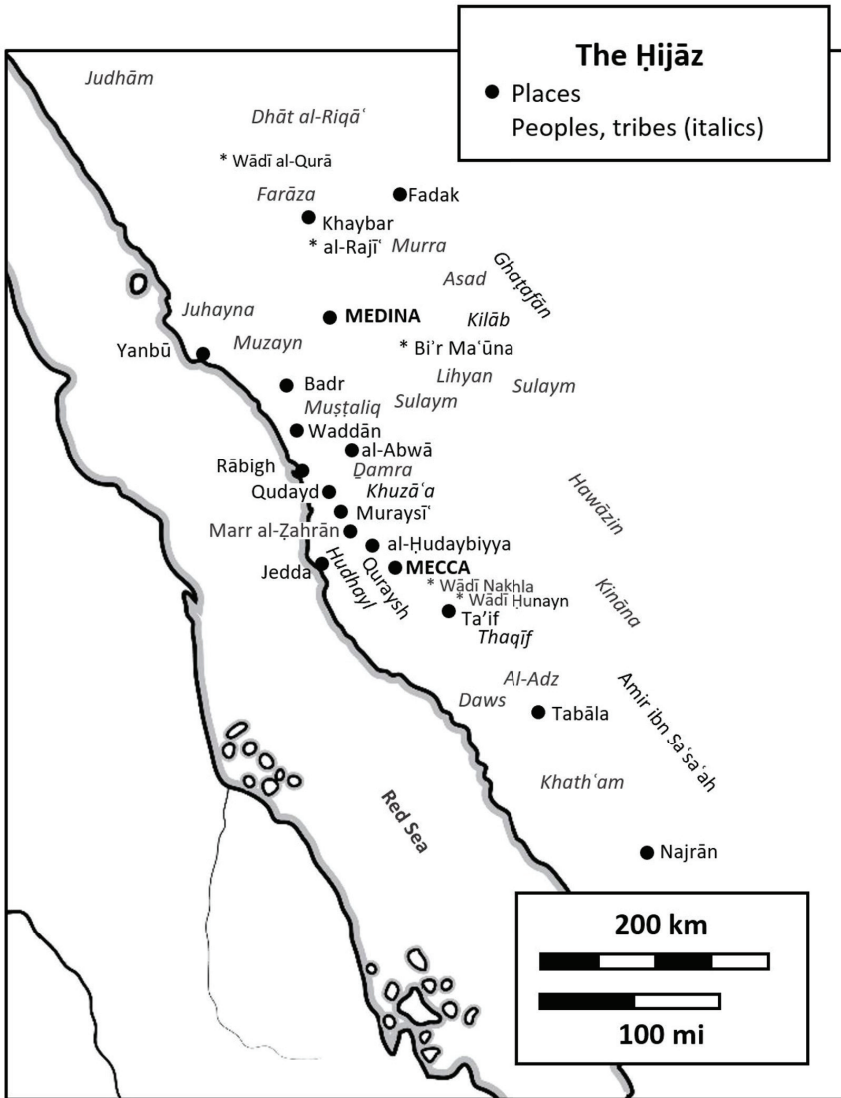 The Ḥijāz
Places
Peoples, tribes (italics)
Judhām
Dhāt al-Riqāʿ
* Wādī al-Qurā
Farāza
Fadak
Khaybar
* al-Rajīʿ
Murra
Asad
Ghaṭafān
Juhayna
MEDINA
Kilāb
Yanbū
Muzayn
* Bi’r Maʿūna
Lihyan
Sulaym
Badr
Muṣṭaliq
Sulaym
Waddān
al-Abwā
Rābigh
Ḍamra
Qudayd
Khuzāʿa
Hawāzin
Muraysīʿ
Marr al-Ẓahrān
al-Ḥudaybiyya
Jedda
Hudhayl
Quraysh
MECCA
* Wādī Nakhla
* Wādī Ḥunayn
Kināna
Ta’if
Thaqīf
Al-Adz
Daws
Tabāla
Amir ibn Saʿsaʿah
Khathʿam
Red Sea
Najrān
200 km
100 mi